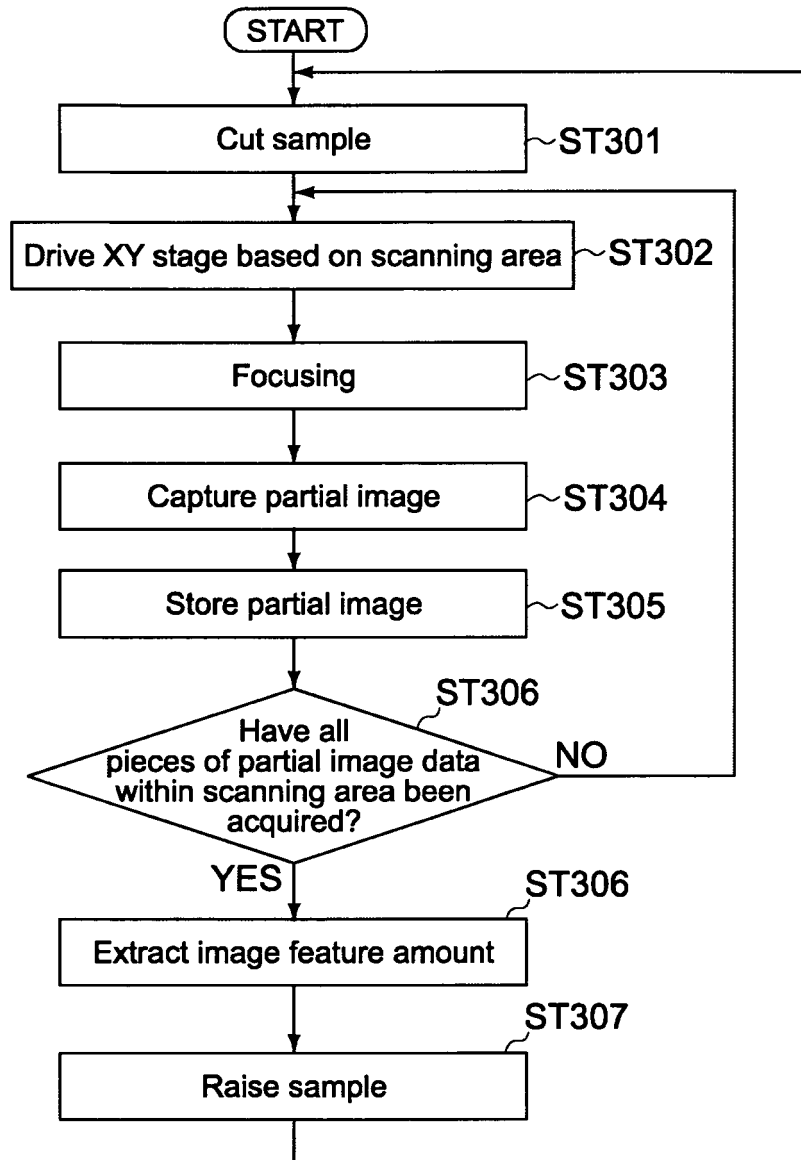 START
Cut sample
ST301
Drive XY stage based on scanning area
ST302
Focusing
ST303
Capture partial image
ST304
Store partial image
ST305
ST306
Have all
pieces of partial image data
within scanning area been
acquired?
NO
YES
ST306
Extract image feature amount
ST307
Raise sample